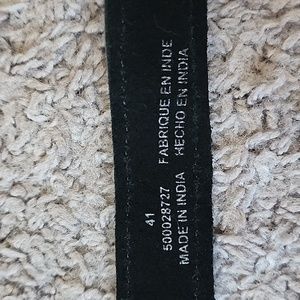 41
500028727 FABRIQUE EN INDE
MADE IN INDIA HECHO EN INDIA